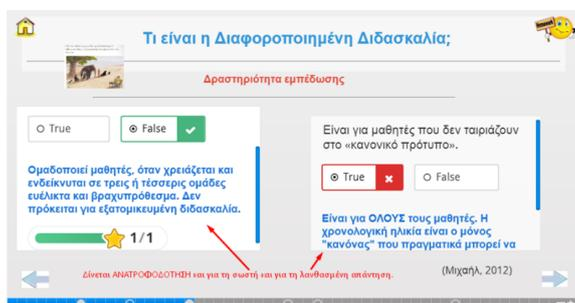 Τι είναι η Διαφοροποιημένη Διδασκαλία;
Δραστηριότητα εμπέδωσης
True
False
Ομαδοποιεί μαθητές, όταν χρειάζεται και
ενδείκνυται σε τρεις ή τέσσερις ομάδες
ευέλικτα και βραχυπρόθεσμα. Δεν
πρόκειται για εξατομικευμένη διδασκαλία.
1/1
Είναι για μαθητές που δεν ταιριάζουν
στο «κανονικό πρότυπο».
True
False
Είναι για ΟΛΟΥΣ τους μαθητές. Η
χρονολογική ηλικία είναι ο μόνος
"κανόνας" που πραγματικά μπορεί να
Δίνεται ΑΝΑΤΡΟΦΟΔΟΤΗΣΗ και για τη σωστή και για τη λανθασμένη απάντηση.
(Μιχαήλ, 2012)